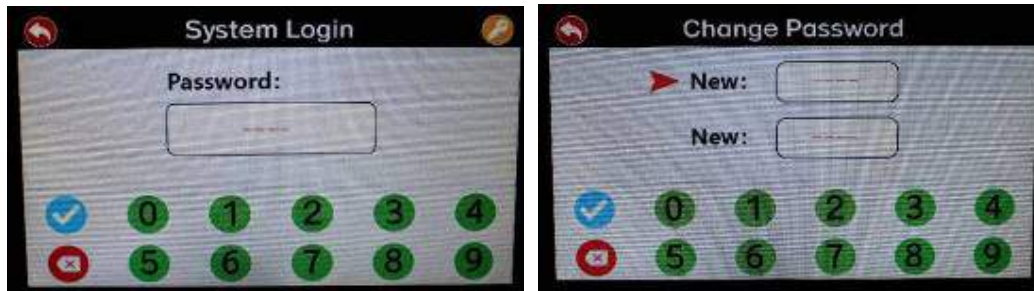 System Login
Password:
----
0 1 2 3 4
5 6 7 8 9
Change Password
New: ----
New: ----
0 1 2 3 4
5 6 7 8 9